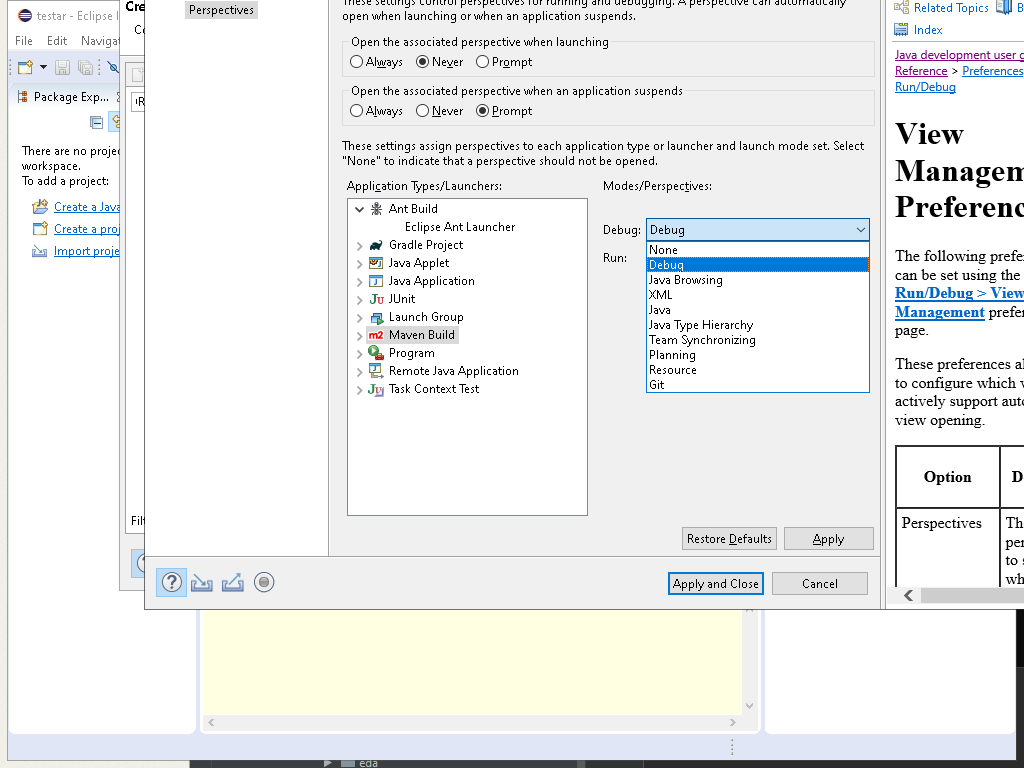 testar - Eclipse I
File Edit Navigat
Package Exp...
There are no proje
workspace.
To add a project:
Create a Java
Create a proj
Import proje
Cre
Filt
Perspectives
These settings control perspectives for running and debugging. A perspective can automatically
open when launching or when an application suspends.
Open the associated perspective when launching
Always Never Prompt
Open the associated perspective when an application suspends
Always Never Prompt
These settings assign perspectives to each application type or launcher and launch mode set. Select
"None" to indicate that a perspective should not be opened.
Application Types/Launchers:
Ant Build
Eclipse Ant Launcher
Gradle Project
Java Applet
Java Application
JUnit
Launch Group
Maven Build
Program
Remote Java Application
Task Context Test
Modes/Perspectives:
Debug: Debug
Run:
None
Debug
Java Browsing
XML
Java
Java Type Hierarchy
Team Synchronizing
Planning
Resource
Git
Restore Defaults Apply
Apply and Close Cancel
Related Topics B
Index
Java development user g
Reference > Preferences
Run/Debug
View
Managem
Preferenc
The following prefer
can be set using the
Run/Debug > View
Management prefer
page.
These preferences al
to configure which v
actively support auto
view opening.
Option D
Perspectives The
per
to s
wh
eda